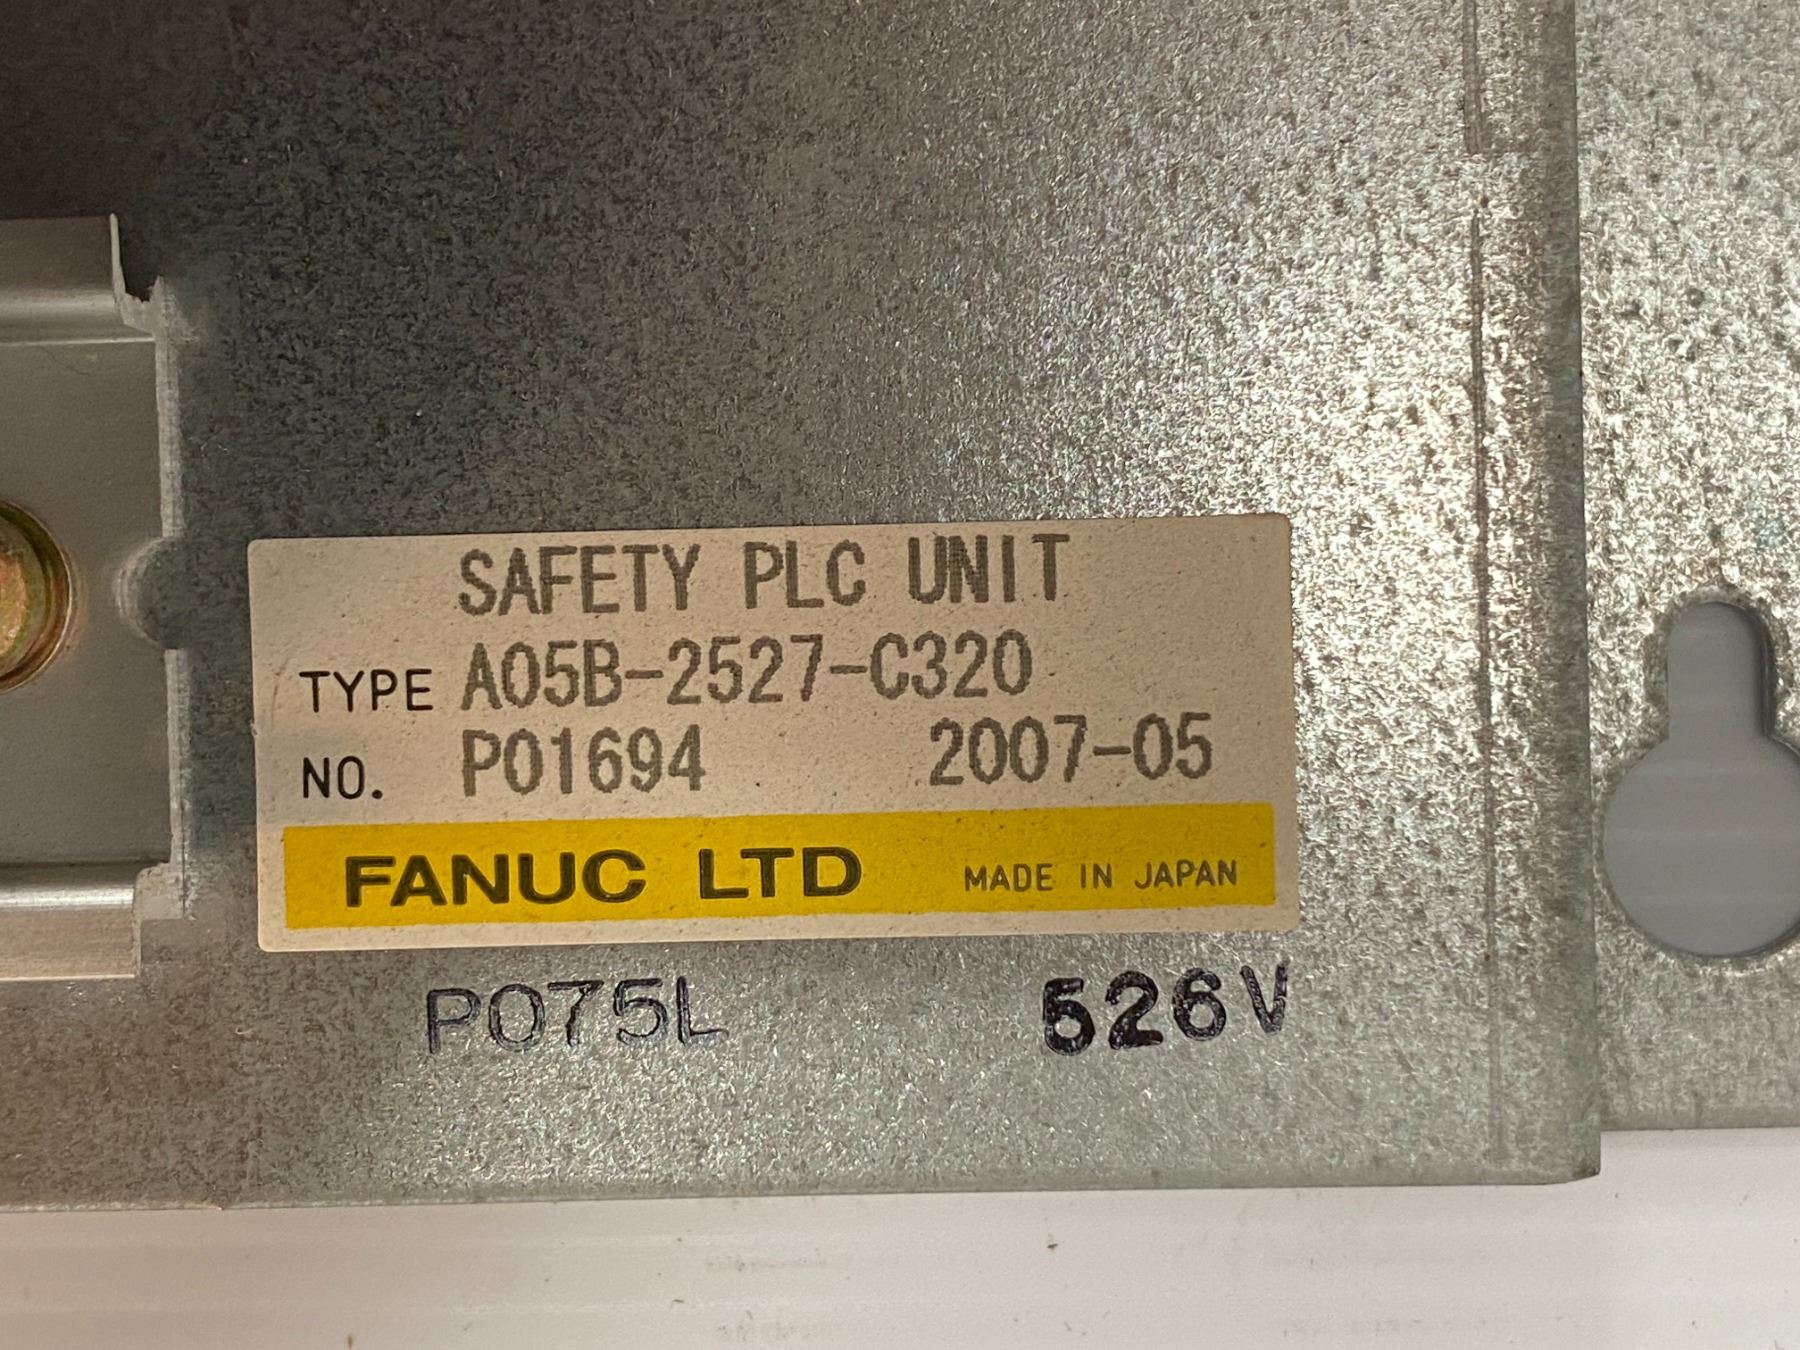 SAFETY PLC UNIT
TYPE A05B-2527-C320
NO. P01694 2007-05
FANUC LTD MADE IN JAPAN
P075L 526V